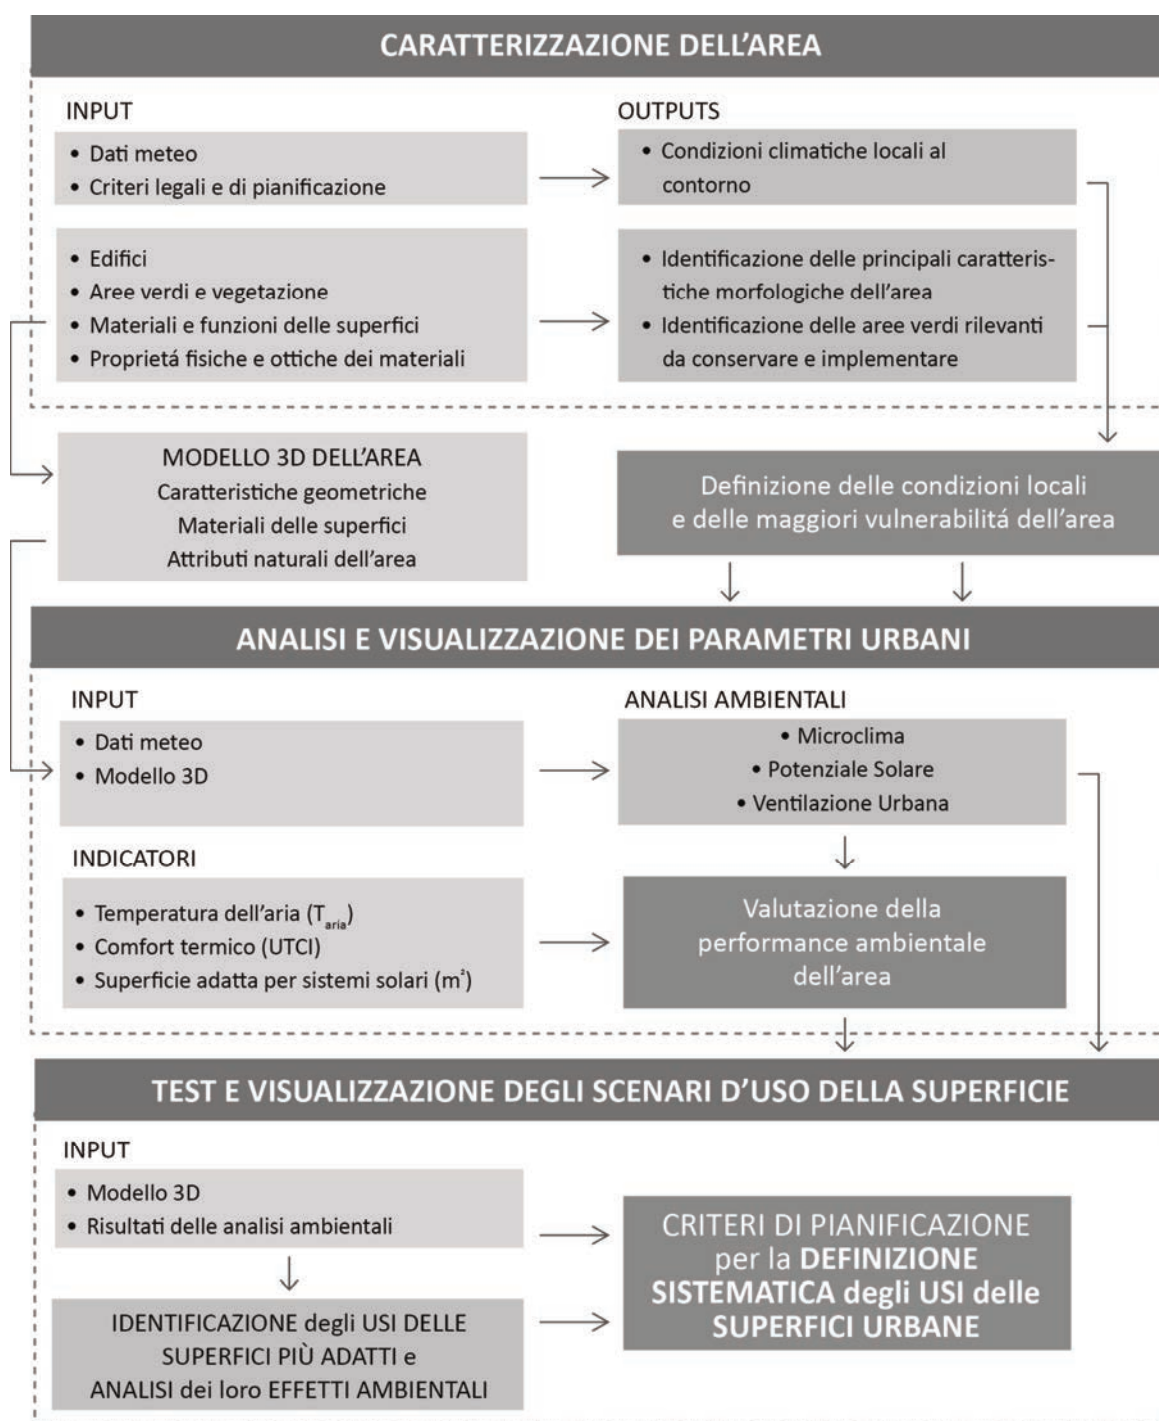 CARATTERIZZAZIONE DELL'AREA
INPUT
• Dati meteo
• Criteri legali e di pianificazione
OUTPUTS
• Condizioni climatiche locali al
contorno
• Edifici
• Aree verdi e vegetazione
• Materiali e funzioni delle superfici
• Proprietá fisiche e ottiche dei materiali
• Identificazione delle principali caratteris-
tiche morfologiche dell'area
• Identificazione delle aree verdi rilevanti
da conservare e implementare
MODELLO 3D DELL'AREA
Caratteristiche geometriche
Materiali delle superfici
Attributi naturali dell'area
Definizione delle condizioni locali
e delle maggiori vulnerabilitá dell'area
ANALISI E VISUALIZZAZIONE DEI PARAMETRI URBANI
INPUT
• Dati meteo
• Modello 3D
ANALISI AMBIENTALI
• Microclima
• Potenziale Solare
• Ventilazione Urbana
INDICATORI
• Temperatura dell'aria (Taria)
• Comfort termico (UTCI)
• Superficie adatta per sistemi solari (m²)
Valutazione della
performance ambientale
dell'area
TEST E VISUALIZZAZIONE DEGLI SCENARI D'USO DELLA SUPERFICIE
INPUT
• Modello 3D
• Risultati delle analisi ambientali
IDENTIFICAZIONE degli USI DELLE
SUPERFICI PIÙ ADATTI e
ANALISI dei loro EFFETTI AMBIENTALI
CRITERI DI PIANIFICAZIONE
per la DEFINIZIONE
SISTEMATICA degli USI delle
SUPERFICI URBANE